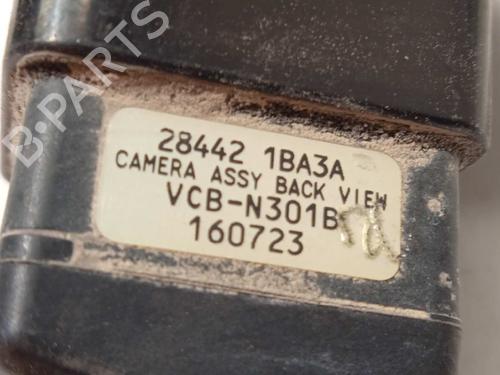 28442 1BA3A
CAMERA ASSY BACK VIEW
VCB-N301B
160723
B-PARTS